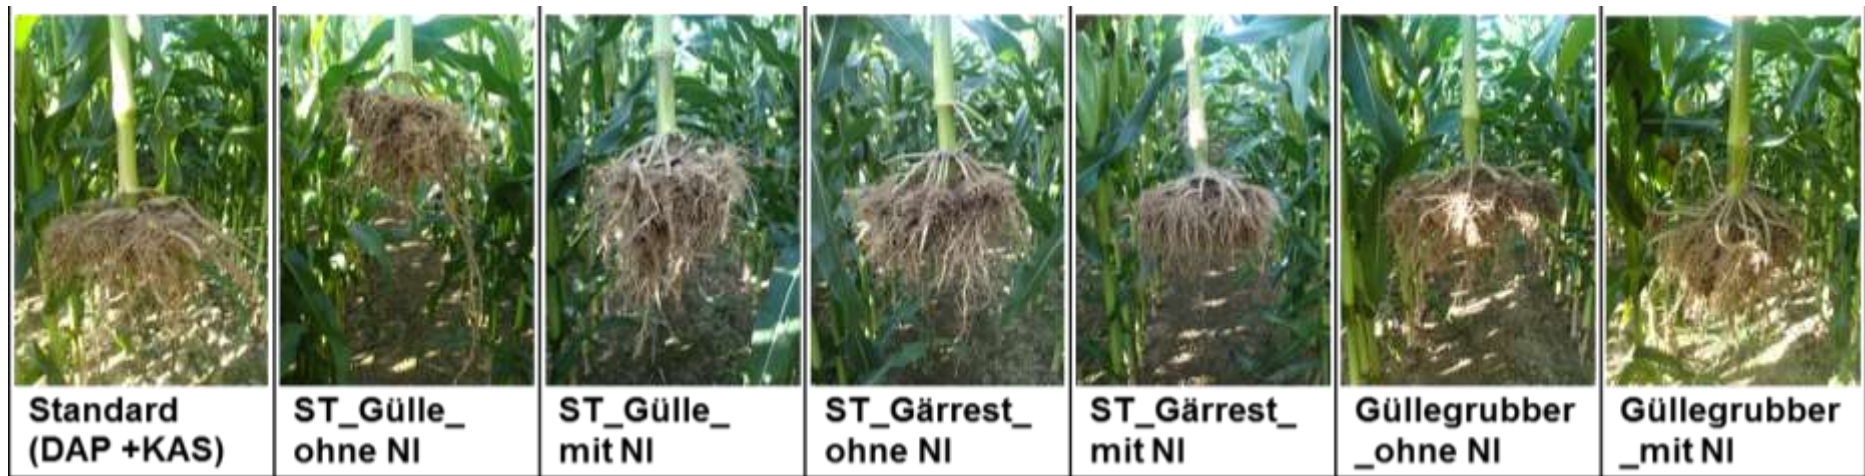 Standard
(DAP +KAS)
ST_Gülle_
ohne NI
ST_Gülle_
mit NI
ST_Gärrest_
ohne NI
ST_Gärrest_
mit NI
Güllegrubber
_ohne NI
Güllegrubber
_mit NI